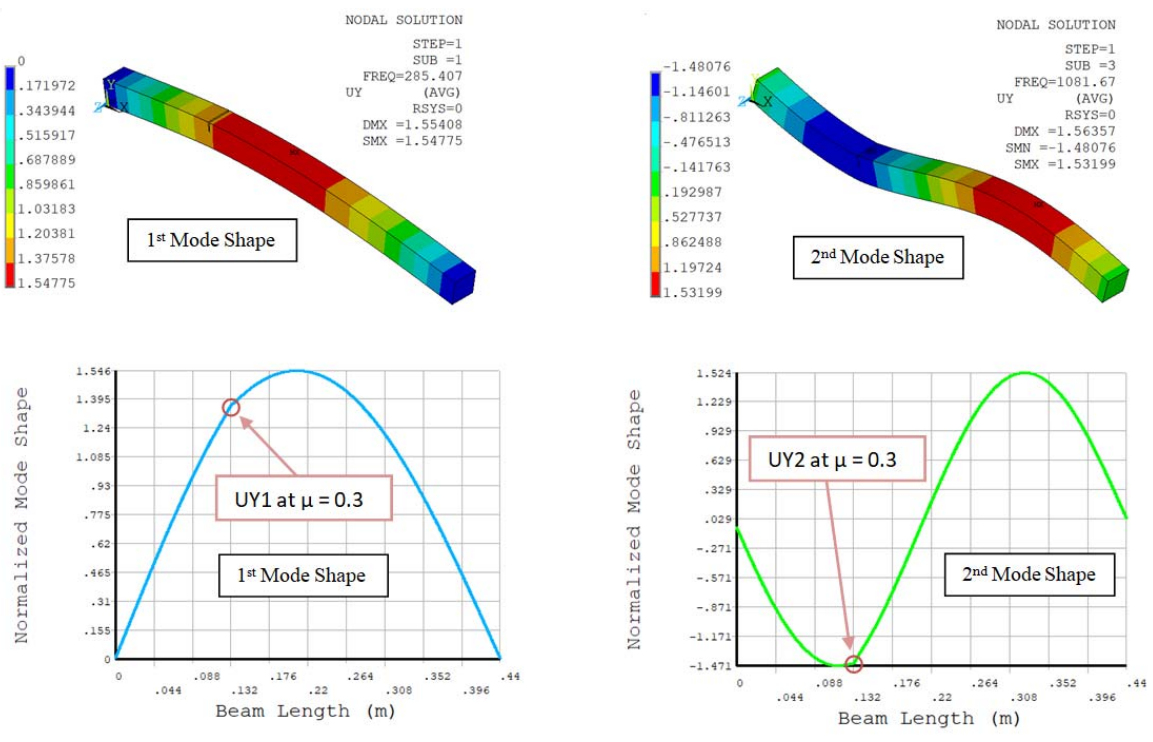 NODAL SOLUTION
STEP=1
SUB =1
FREQ=285.407
UY (AVG)
RSYS=0
DMX =1.55408
SMX =1.54775
0
.171972
.343944
.515917
.687889
.859861
1.03183
1.20381
1.37578
1.54775
Y
Z X
1st Mode Shape
NODAL SOLUTION
STEP=1
SUB =3
FREQ=1081.67
UY (AVG)
RSYS=0
DMX =1.56357
SMN =-1.48076
SMX =1.53199
-1.48076
-1.14601
-.811263
-.476513
-.141763
.192987
.527737
.862488
1.19724
1.53199
Z X
2nd Mode Shape
Normalized Mode Shape
1.546
1.395
1.24
1.085
.93
.775
.62
.465
.31
.155
0
UY1 at μ = 0.3
1st Mode Shape
0 .088 .176 .264 .352 .44
.044 .132 .22 .308 .396
Beam Length (m)
Normalized Mode Shape
1.524
1.229
.929
.629
.329
.029
-.271
-.571
-.871
-1.171
-1.471
UY2 at μ = 0.3
2nd Mode Shape
0 .088 .176 .264 .352 .44
.044 .132 .22 .308 .396
Beam Length (m)